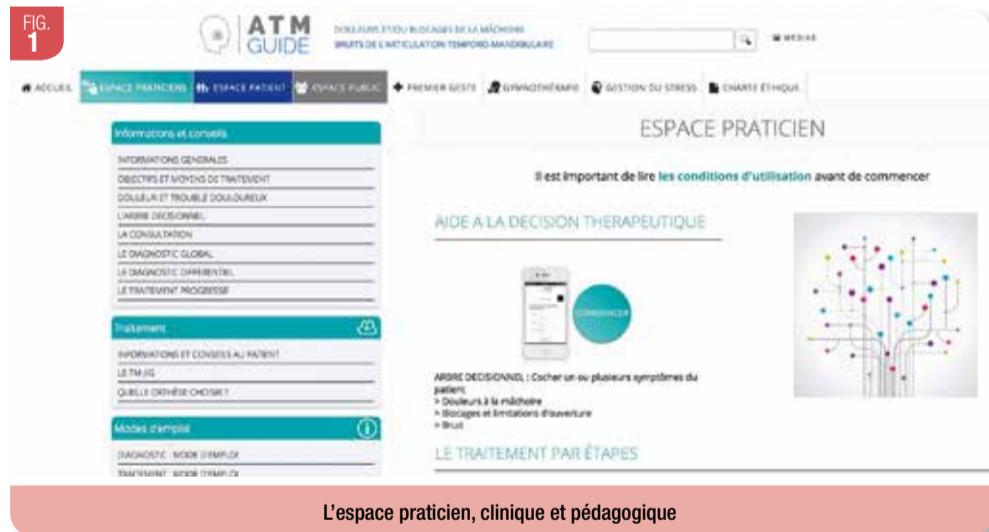 FIG.
1
ATM
GUIDE
DOULEURS ET/OU BLOCAGES DE LA MÂCHOIRE
BRUITS DE L'ARTICULATION TEMPORO-MANDIBULAIRE
MEDIAS
ACCUEIL
ESPACE PRATICIENS
ESPACE PATIENT
ESPACE PUBLIC
PREMIER GESTE
GYMNOTHÉRAPIE
GESTION DU STRESS
CHARTE ÉTHIQUE
Informations et conseils
INFORMATIONS GENERALES
OBJECTIFS ET MOYENS DE TRAITEMENT
DOULEUR ET TROUBLE DOULOUREUX
L'ARBRE DECISIONNEL
LA CONSULTATION
LE DIAGNOSTIC GLOBAL
LE DIAGNOSTIC DIFFERENTIEL
LE TRAITEMENT PROGRESSIF
Traitement
INFORMATIONS ET CONSEILS AU PATIENT
LE TMJIG
QUELLE ORTHÈSE CHOISIR ?
Modes d'emploi
DIAGNOSTIC : MODE D'EMPLOI
TRAITEMENT : MODE D'EMPLOI
ESPACE PRATICIEN
Il est important de lire les conditions d'utilisation avant de commencer
AIDE A LA DECISION THERAPEUTIQUE
COMMENCER
ARBRE DECISIONNEL : Cocher un ou plusieurs symptômes du
patient
> Douleurs à la mâchoire
> Blocages et limitations d'ouverture
> Bruit
LE TRAITEMENT PAR ÉTAPES
L'espace praticien, clinique et pédagogique